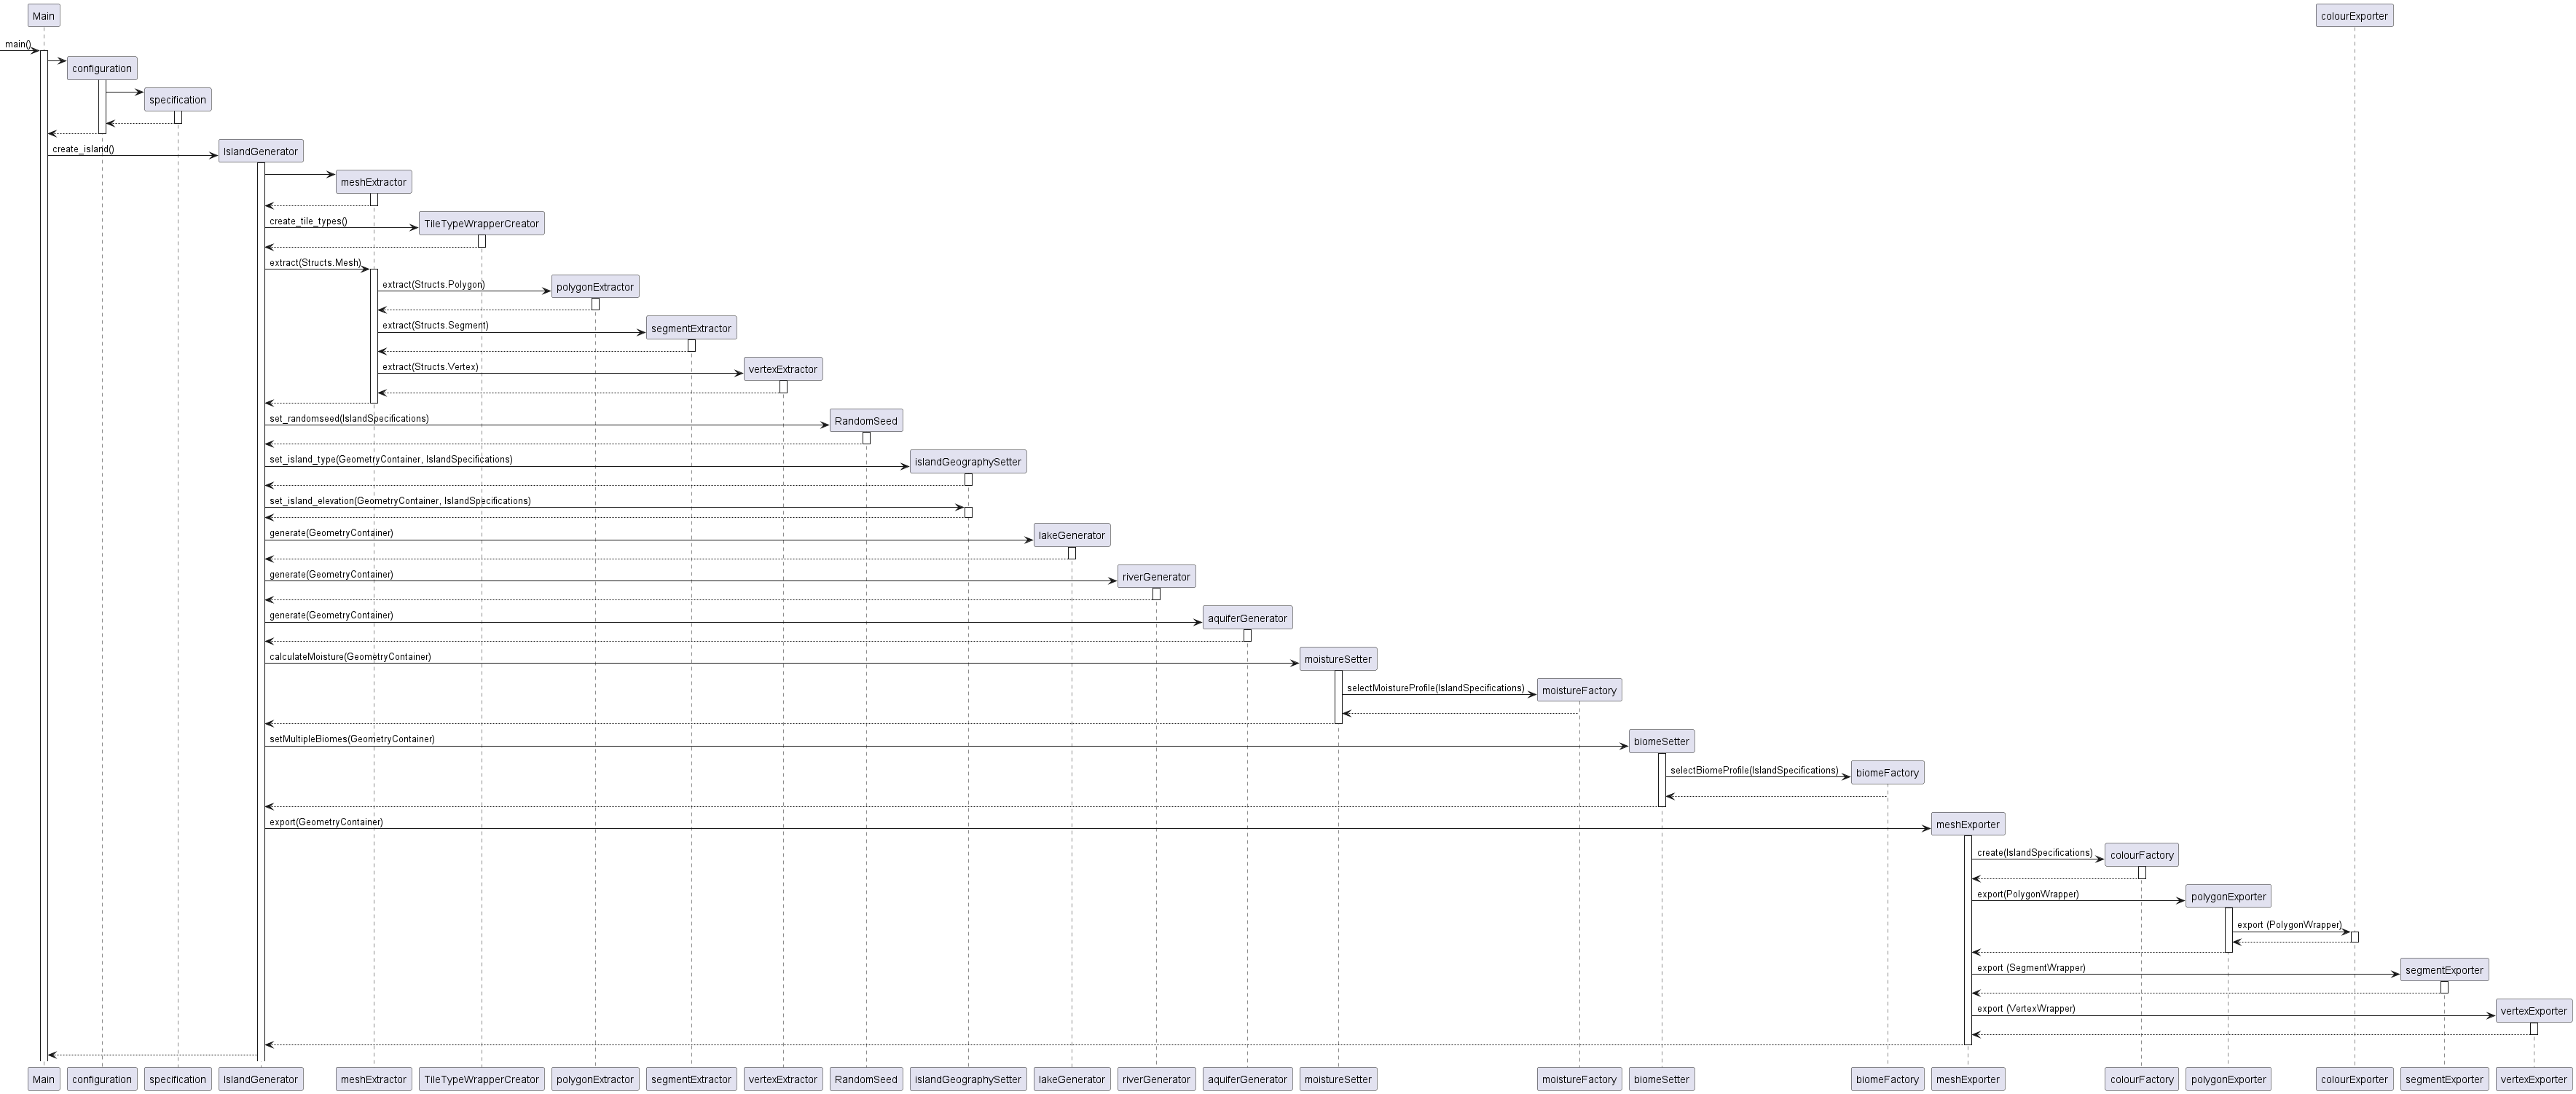 Main
colourExporter
main()
configuration
specification
create_island()
IslandGenerator
meshExtractor
create_tile_types()
TileTypeWrapperCreator
extract(Structs.Mesh)
extract(Structs.Polygon)
polygonExtractor
extract(Structs.Segment)
segmentExtractor
extract(Structs.Vertex)
vertexExtractor
set_randomseed(IslandSpecifications)
RandomSeed
set_island_type(GeometryContainer, IslandSpecifications)
islandGeographySetter
set_island_elevation(GeometryContainer, IslandSpecifications)
generate(GeometryContainer)
lakeGenerator
generate(GeometryContainer)
riverGenerator
generate(GeometryContainer)
aquiferGenerator
calculateMoisture(GeometryContainer)
moistureSetter
selectMoistureProfile(IslandSpecifications)
moistureFactory
setMultipleBiomes(GeometryContainer)
biomeSetter
selectBiomeProfile(IslandSpecifications)
biomeFactory
export(GeometryContainer)
meshExporter
create(IslandSpecifications)
colourFactory
export(PolygonWrapper)
polygonExporter
export (PolygonWrapper)
export (SegmentWrapper)
segmentExporter
export (VertexWrapper)
vertexExporter
Main
configuration
specification
IslandGenerator
meshExtractor
TileTypeWrapperCreator
polygonExtractor
segmentExtractor
vertexExtractor
RandomSeed
islandGeographySetter
lakeGenerator
riverGenerator
aquiferGenerator
moistureSetter
moistureFactory
biomeSetter
biomeFactory
meshExporter
colourFactory
polygonExporter
colourExporter
segmentExporter
vertexExporter